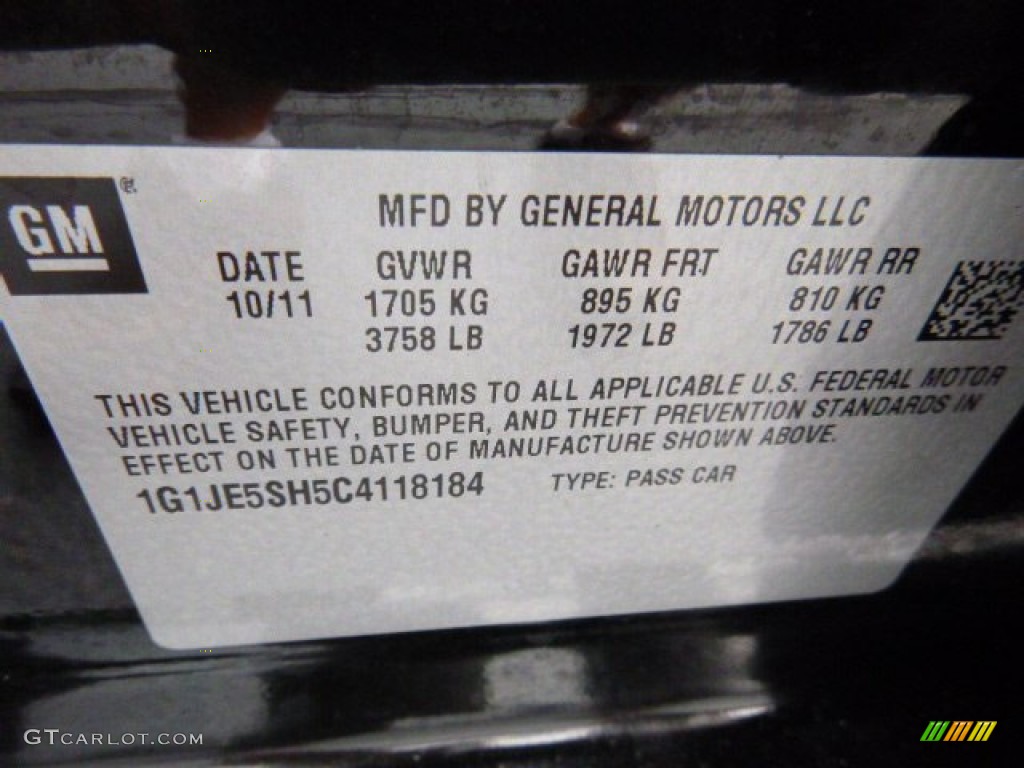 GM
MFD BY GENERAL MOTORS LLC
DATE GVWR GAWR FRT GAWR RR
10/11 1705 KG 895 KG 810 KG
3758 LB 1972 LB 1786 LB
THIS VEHICLE CONFORMS TO ALL APPLICABLE U.S. FEDERAL MOTOR
VEHICLE SAFETY, BUMPER, AND THEFT PREVENTION STANDARDS IN
EFFECT ON THE DATE OF MANUFACTURE SHOWN ABOVE.
1G1JE5SH5C4118184 TYPE: PASS CAR
GTCARLOT.COM